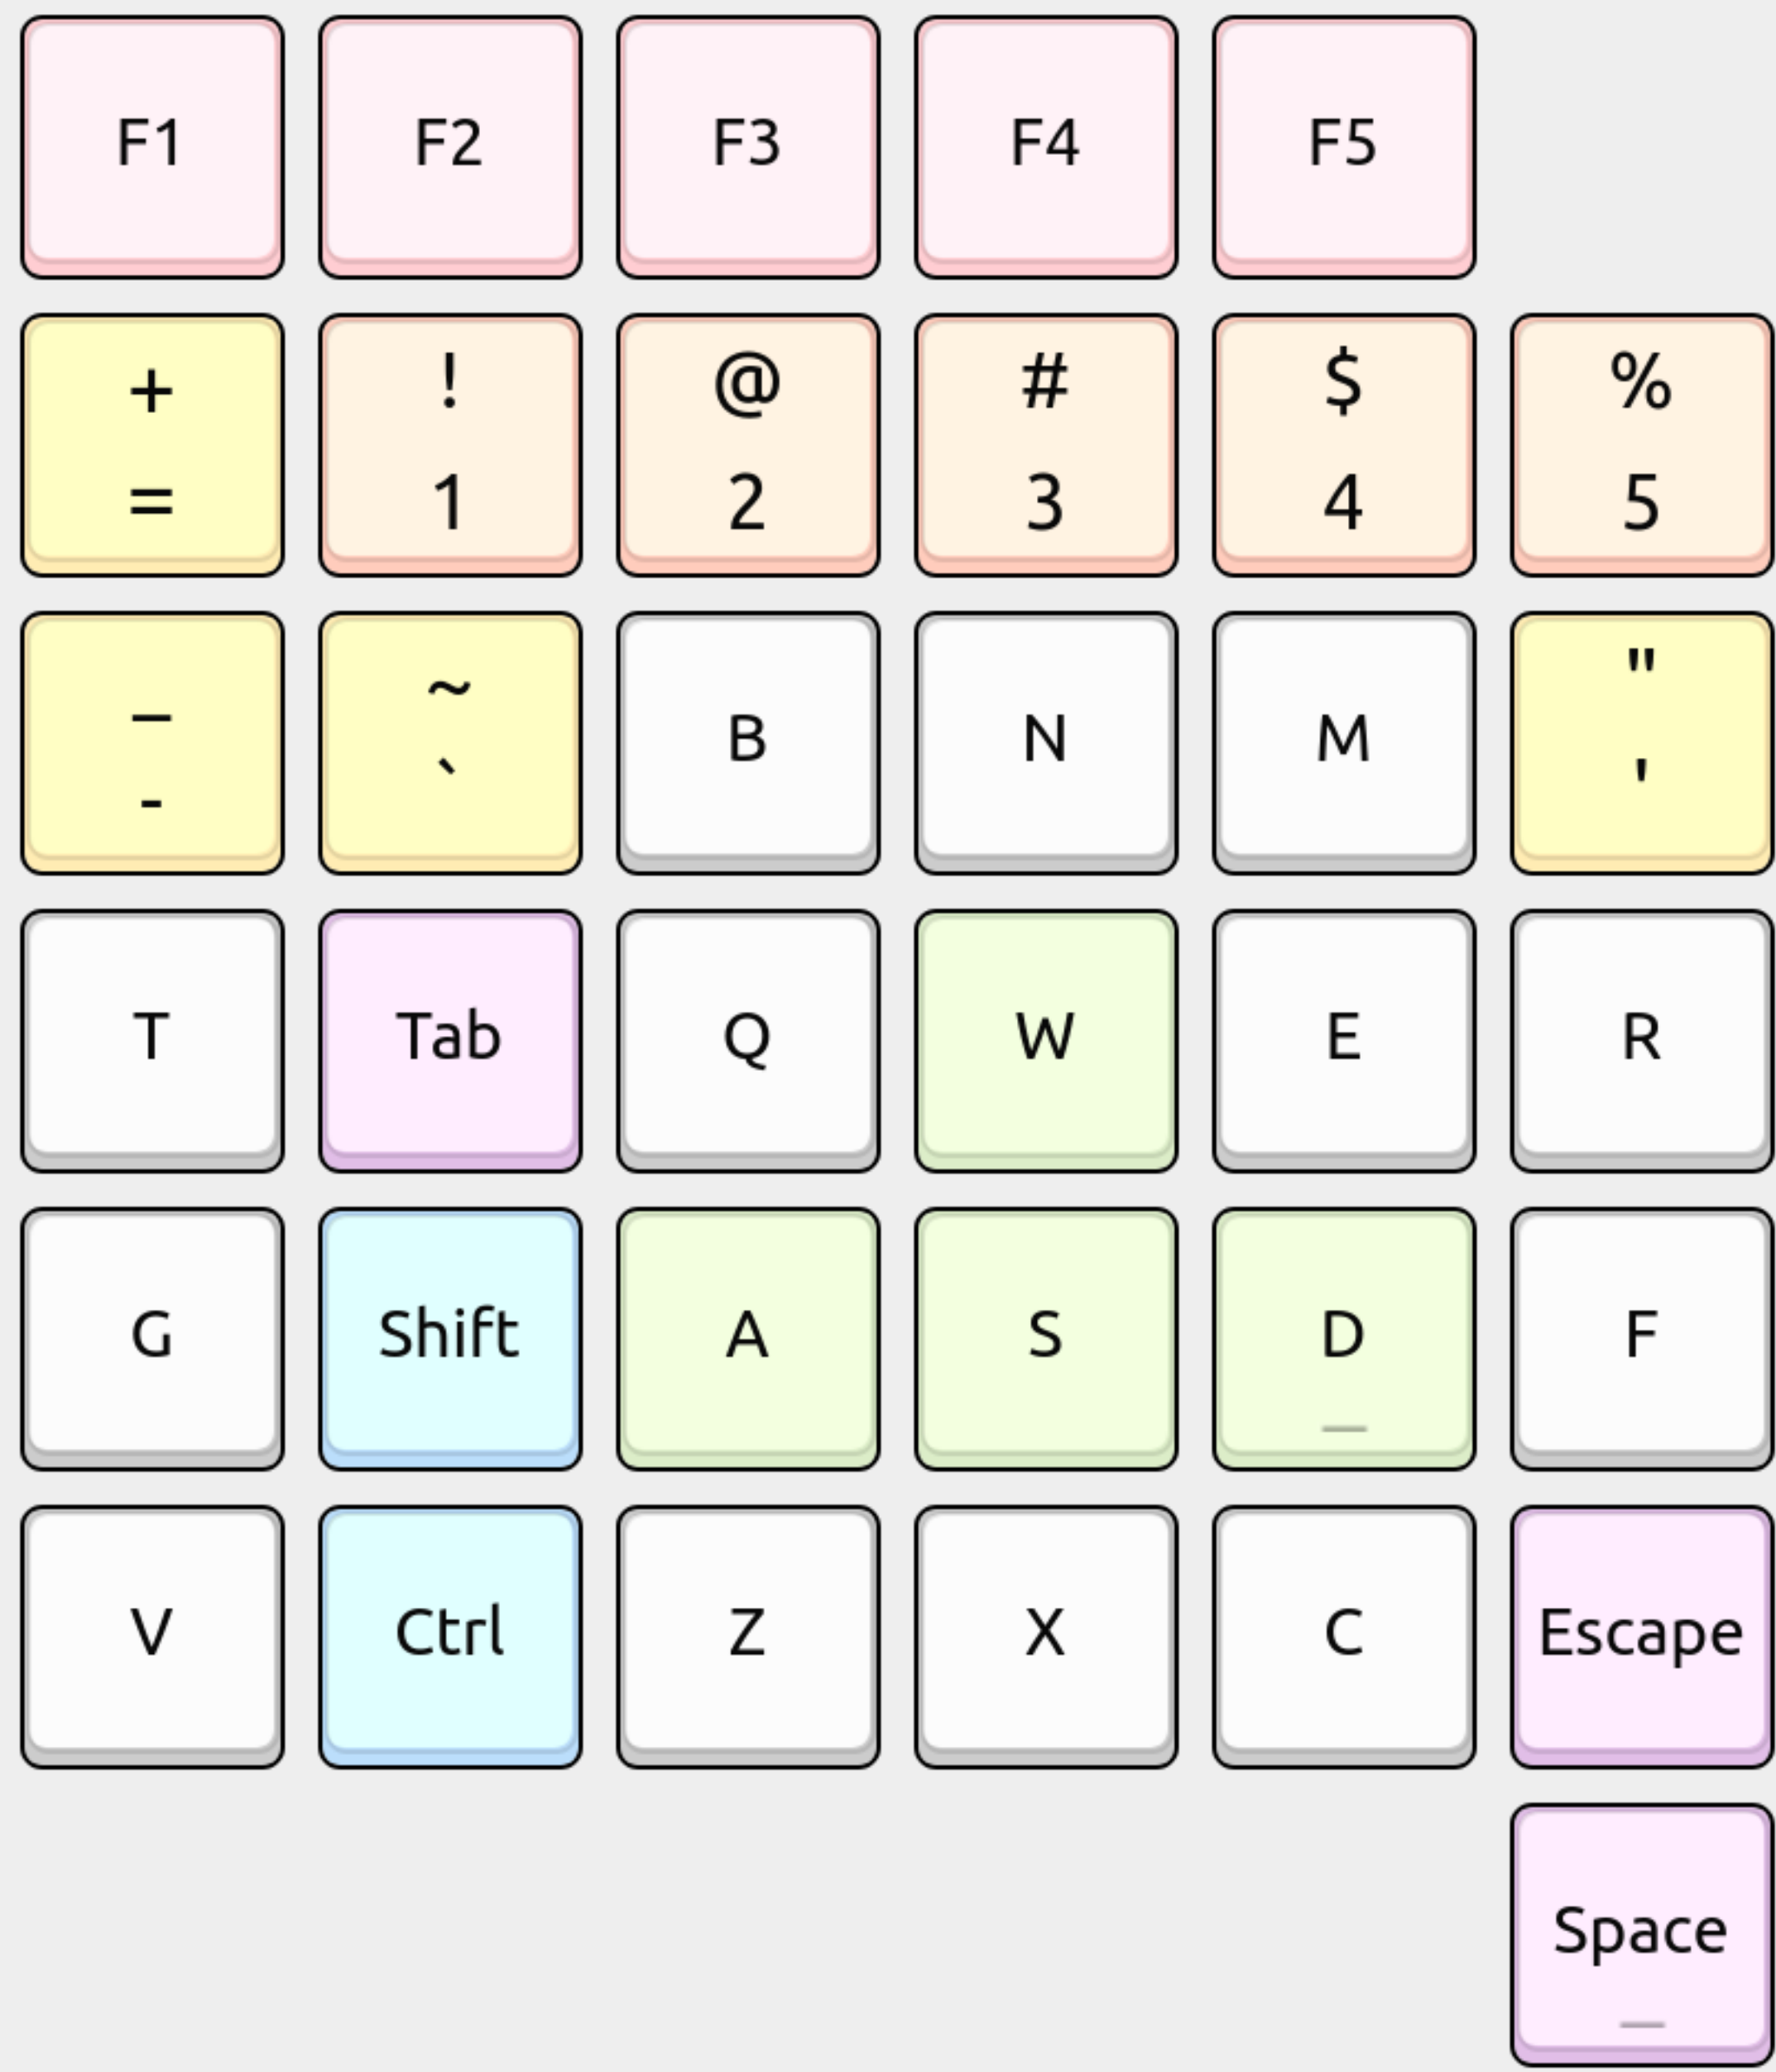 F1 F2 F3 F4 F5
+ ! @ # $ %
= 1 2 3 4 5
_ ~ B N M "
- ` '
T Tab Q W E R
G Shift A S D F
_
V Ctrl Z X C Escape
Space
_